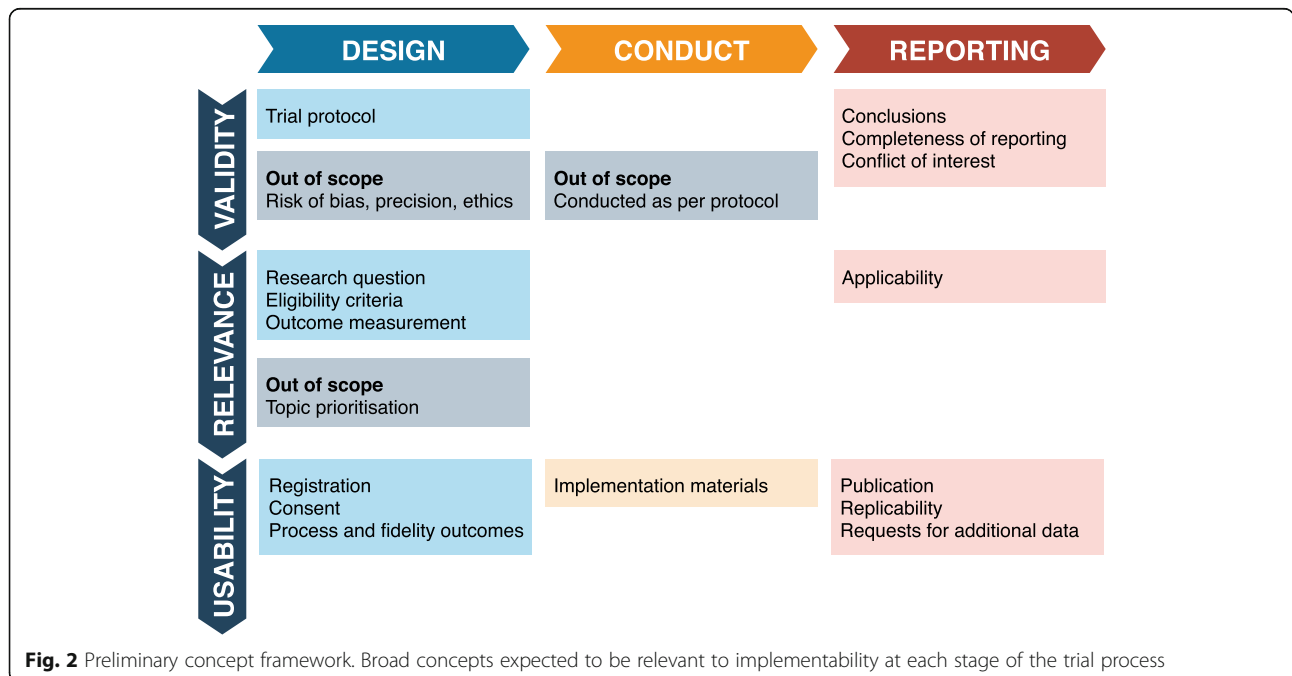 DESIGN
CONDUCT
REPORTING
VALIDITY
Trial protocol
Out of scope
Risk of bias, precision, ethics
Out of scope
Conducted as per protocol
Conclusions
Completeness of reporting
Conflict of interest
RELEVANCE
Research question
Eligibility criteria
Outcome measurement
Out of scope
Topic prioritisation
Applicability
USABILITY
Registration
Consent
Process and fidelity outcomes
Implementation materials
Publication
Replicability
Requests for additional data
Fig. 2 Preliminary concept framework. Broad concepts expected to be relevant to implementability at each stage of the trial process